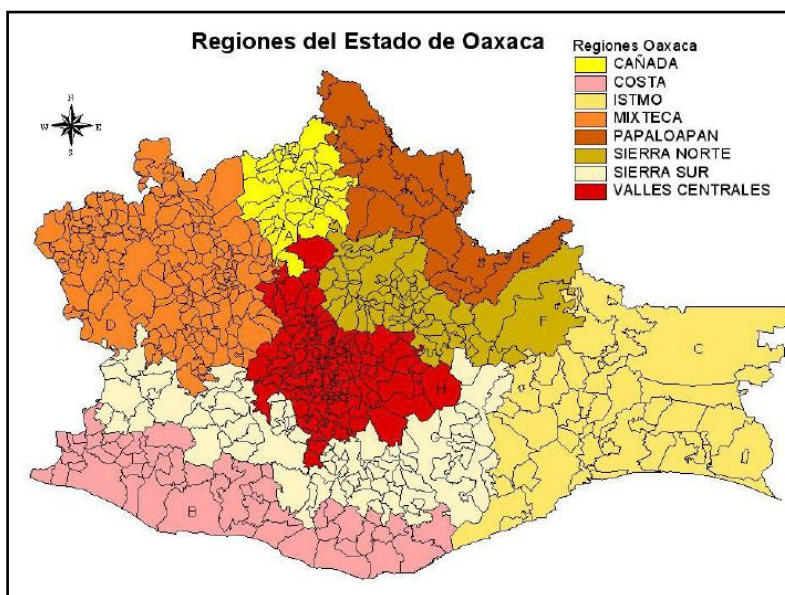 Regiones del Estado de Oaxaca
Regiones Oaxaca
CAÑADA
COSTA
ISTMO
MIXTECA
PAPALOAPAN
SIERRA NORTE
SIERRA SUR
VALLES CENTRALES
N
W E
S
A
E
D
F
C
H
B